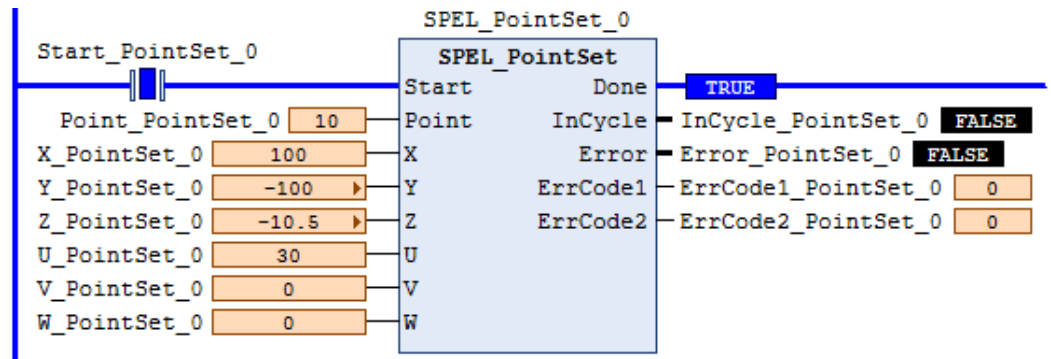 SPEL_PointSet_0
Start_PointSet_0
SPEL_PointSet
Start Done TRUE
Point_PointSet_0 10 Point InCycle InCycle_PointSet_0 FALSE
X_PointSet_0 100 X Error Error_PointSet_0 FALSE
Y_PointSet_0 -100 Y ErrCode1 ErrCode1_PointSet_0 0
Z_PointSet_0 -10.5 Z ErrCode2 ErrCode2_PointSet_0 0
U_PointSet_0 30 U
V_PointSet_0 0 V
W_PointSet_0 0 W